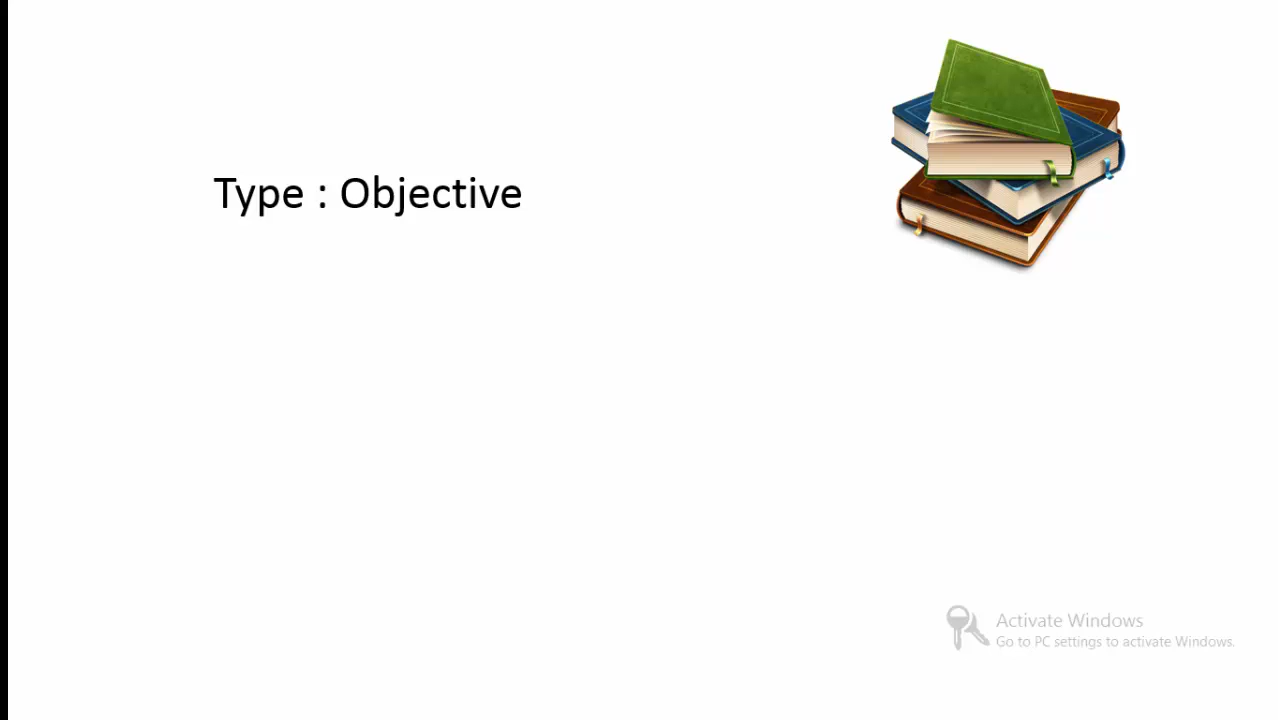 Type : Objective
Activate Windows
Go to PC settings to activate Windows.